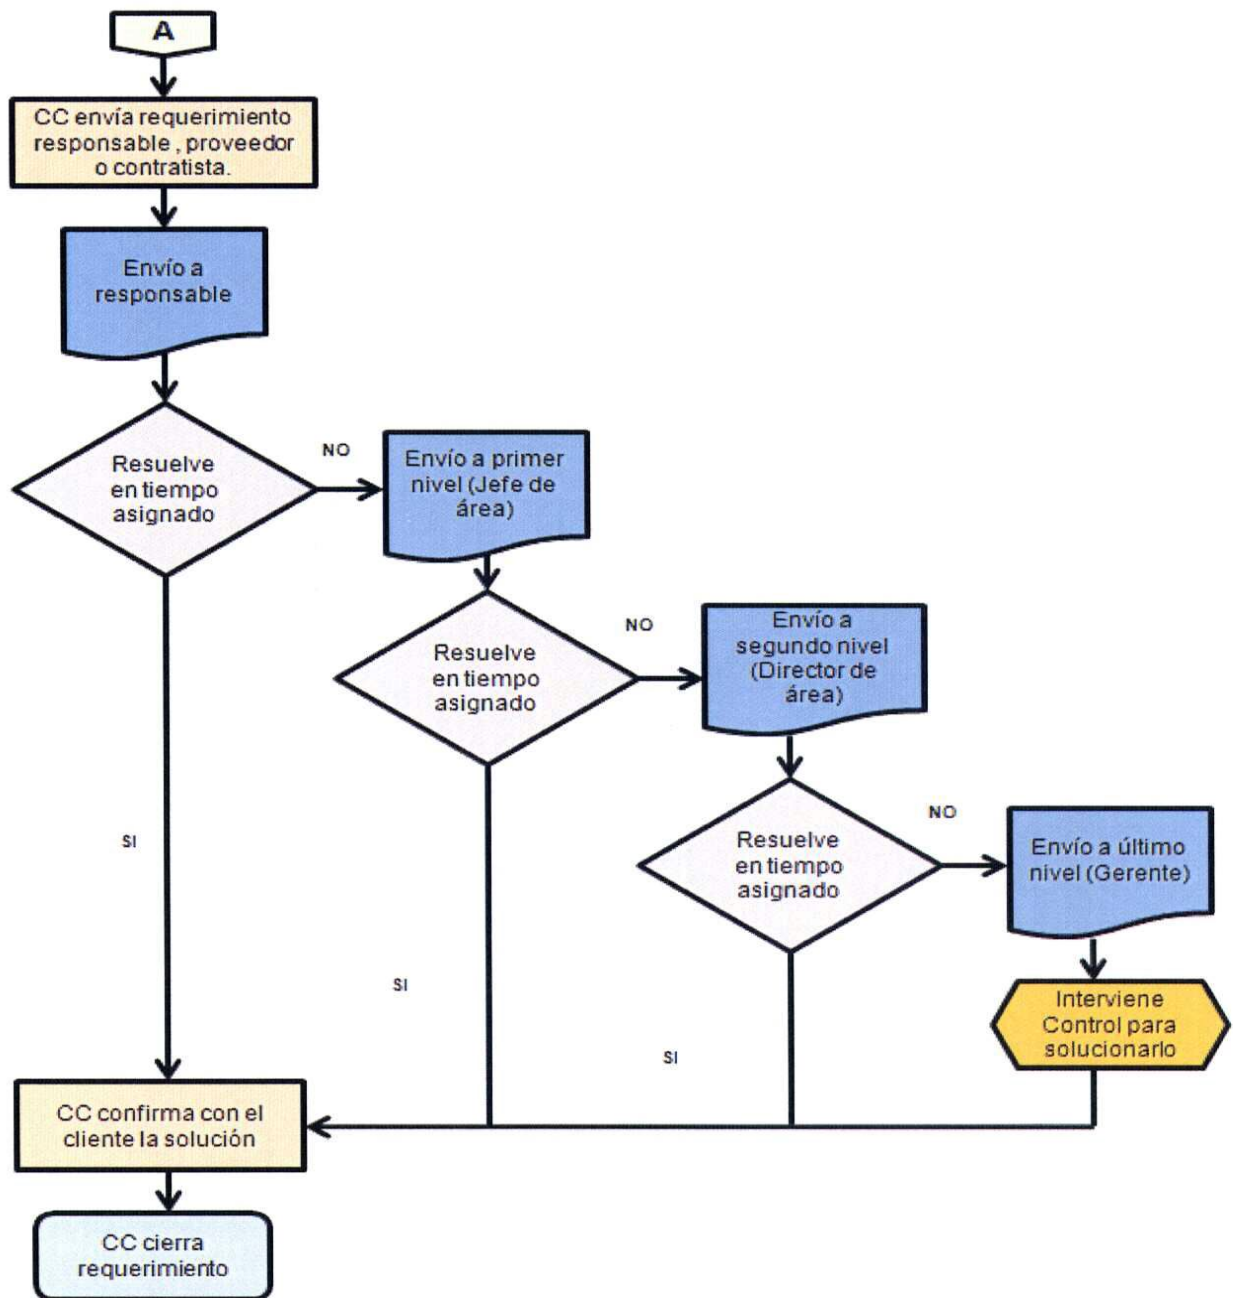 A
CC envía requerimiento
responsable , proveedor
o contratista.
Envío a
responsable
Resuelve
en tiempo
asignado
NO
Envío a primer
nivel (Jefe de
área)
Resuelve
en tiempo
asignado
NO
Envío a
segundo nivel
(Director de
área)
Resuelve
en tiempo
asignado
NO
Envío a último
nivel (Gerente)
Interviene
Control para
solucionarlo
SI
SI
SI
CC confirma con el
cliente la solución
CC cierra
requerimiento